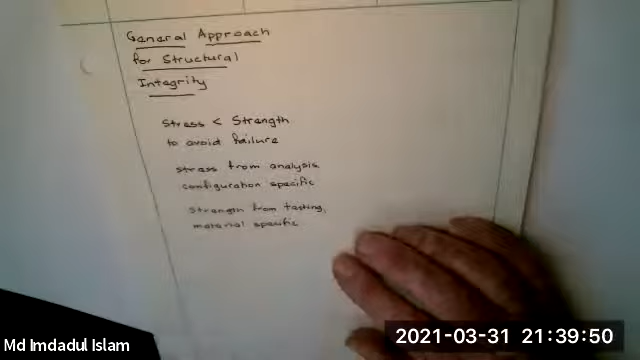 General Approach
for Structural
Integrity
Stress < Strength
to avoid failure
stress from analysis,
configuration specific
Strength from testing,
material specific
Md Imdadul Islam
2021-03-31 21:39:50